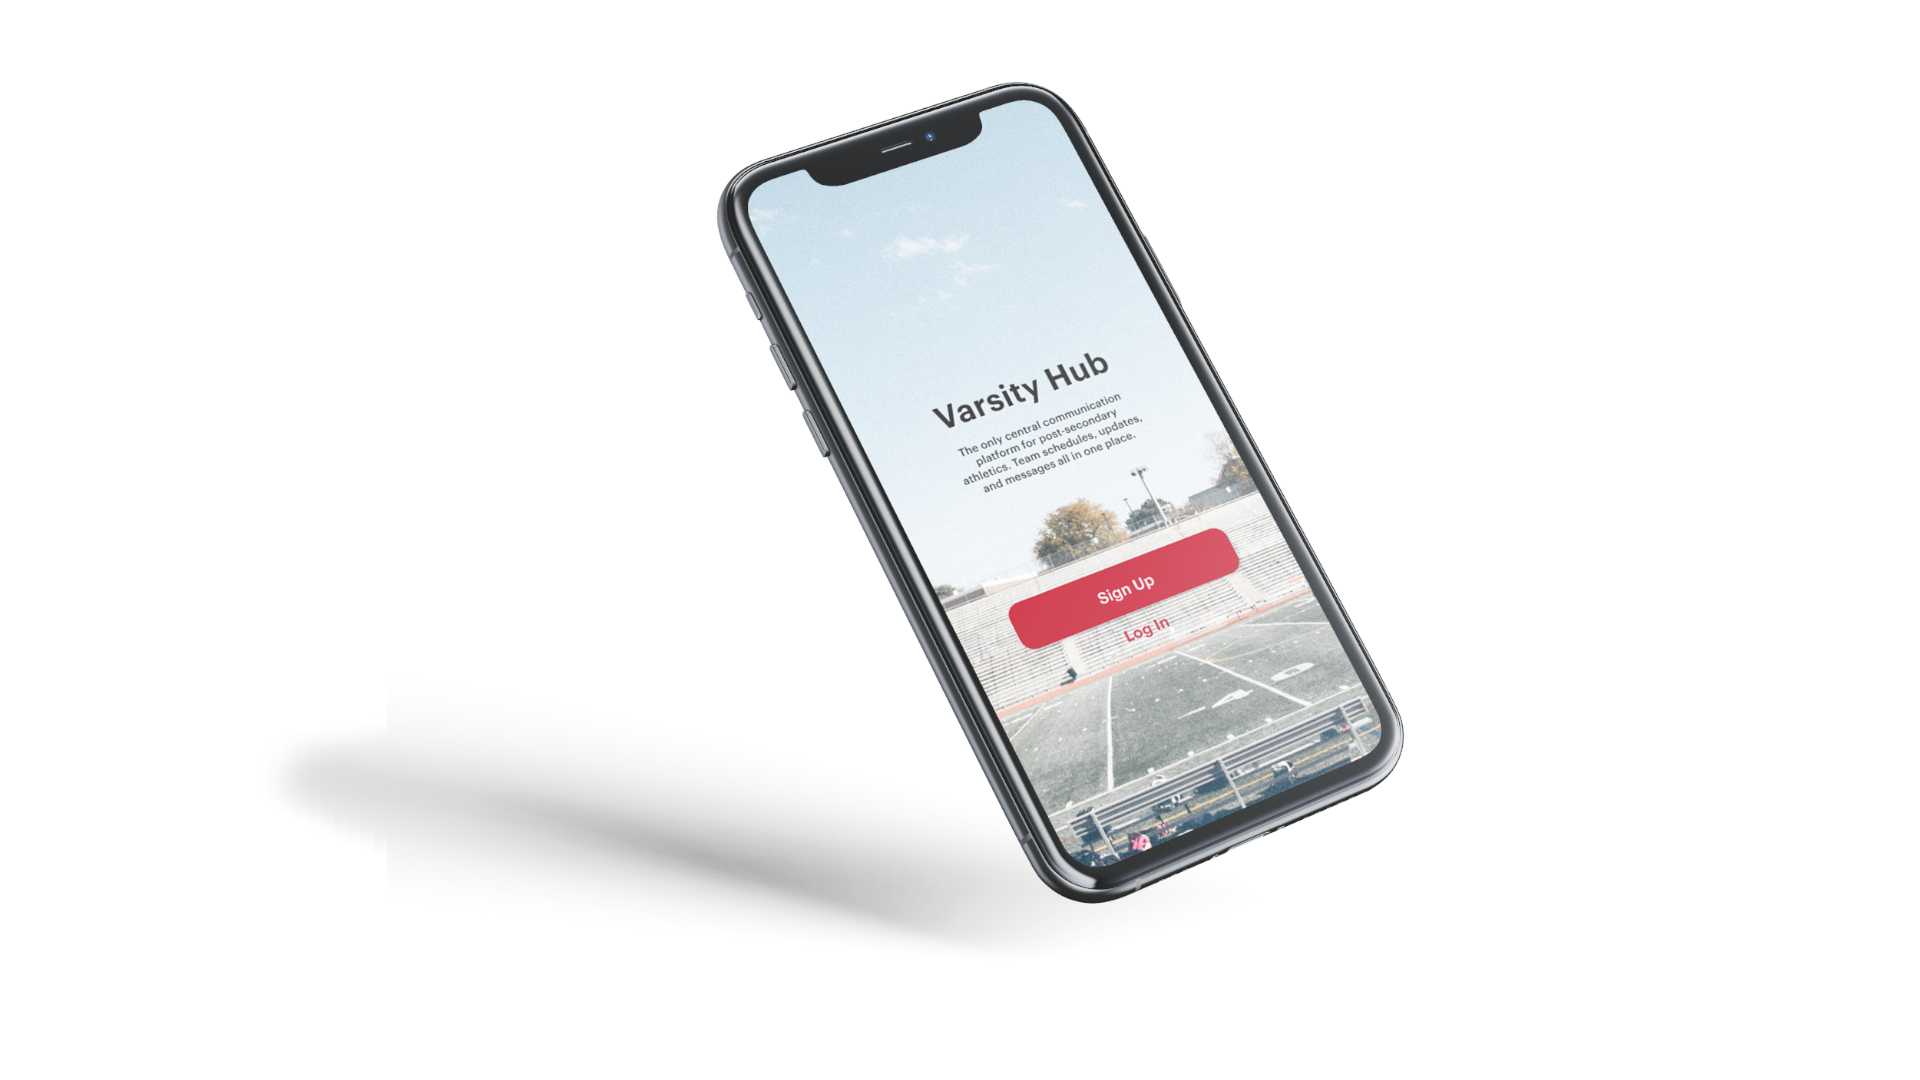 Varsity Hub
The only central communication
platform for post-secondary
athletics. Team schedules, updates,
and messages all in one place.
Sign Up
Log In